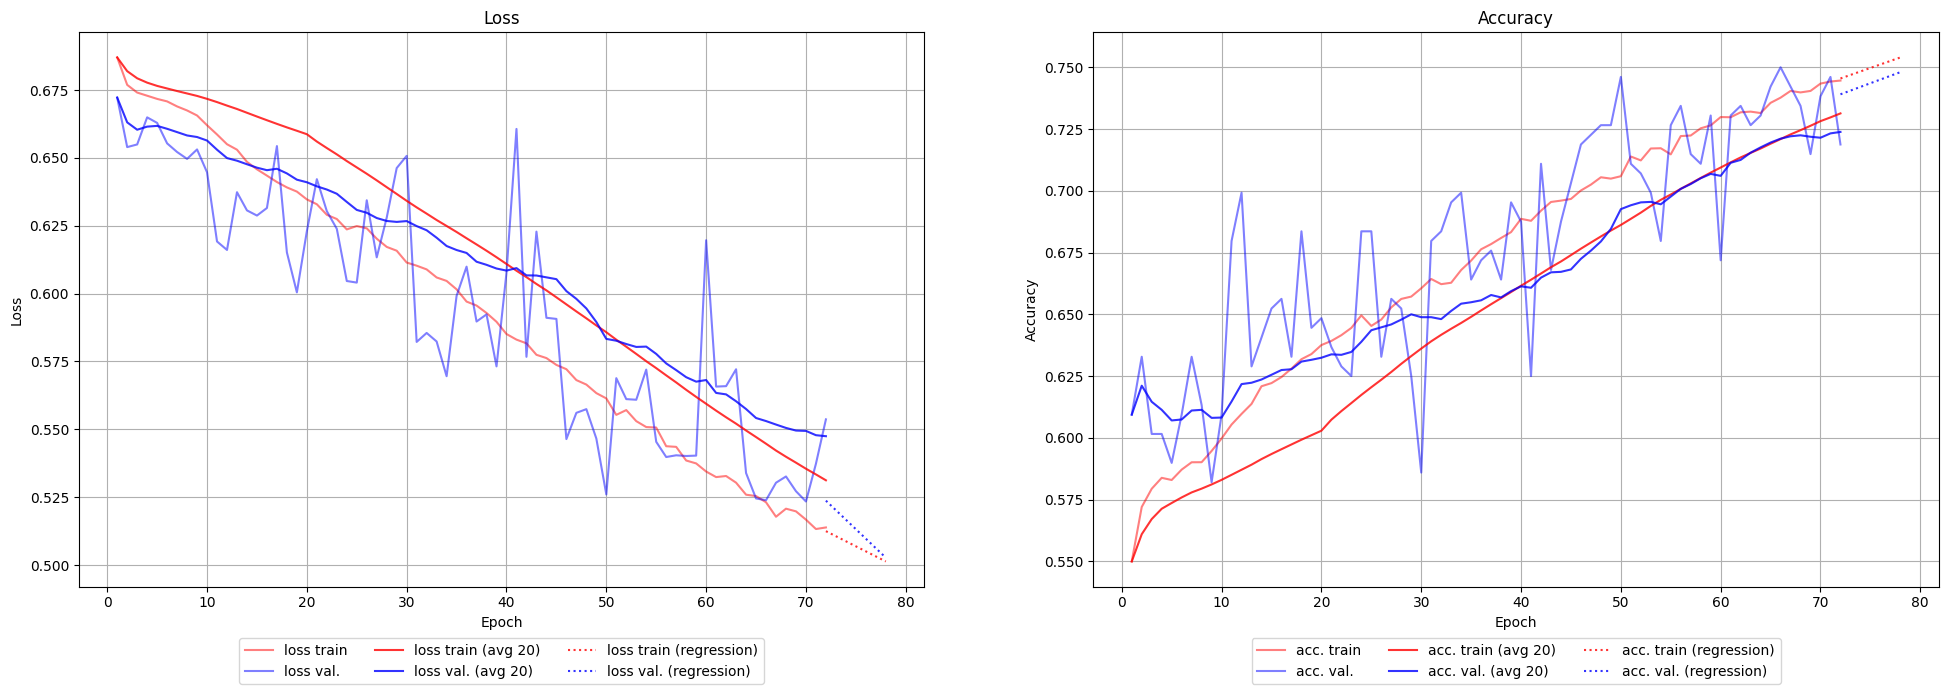 Loss
0.675
0.650
0.625
0.600
0.575
0.550
0.525
0.500
Loss
0 10 20 30 40 50 60 70 80
Epoch
loss train loss train (avg 20) loss train (regression)
loss val. loss val. (avg 20) loss val. (regression)
Accuracy
0.750
0.725
0.700
0.675
0.650
0.625
0.600
0.575
0.550
Accuracy
0 10 20 30 40 50 60 70 80
Epoch
acc. train acc. train (avg 20) acc. train (regression)
acc. val. acc. val. (avg 20) acc. val. (regression)